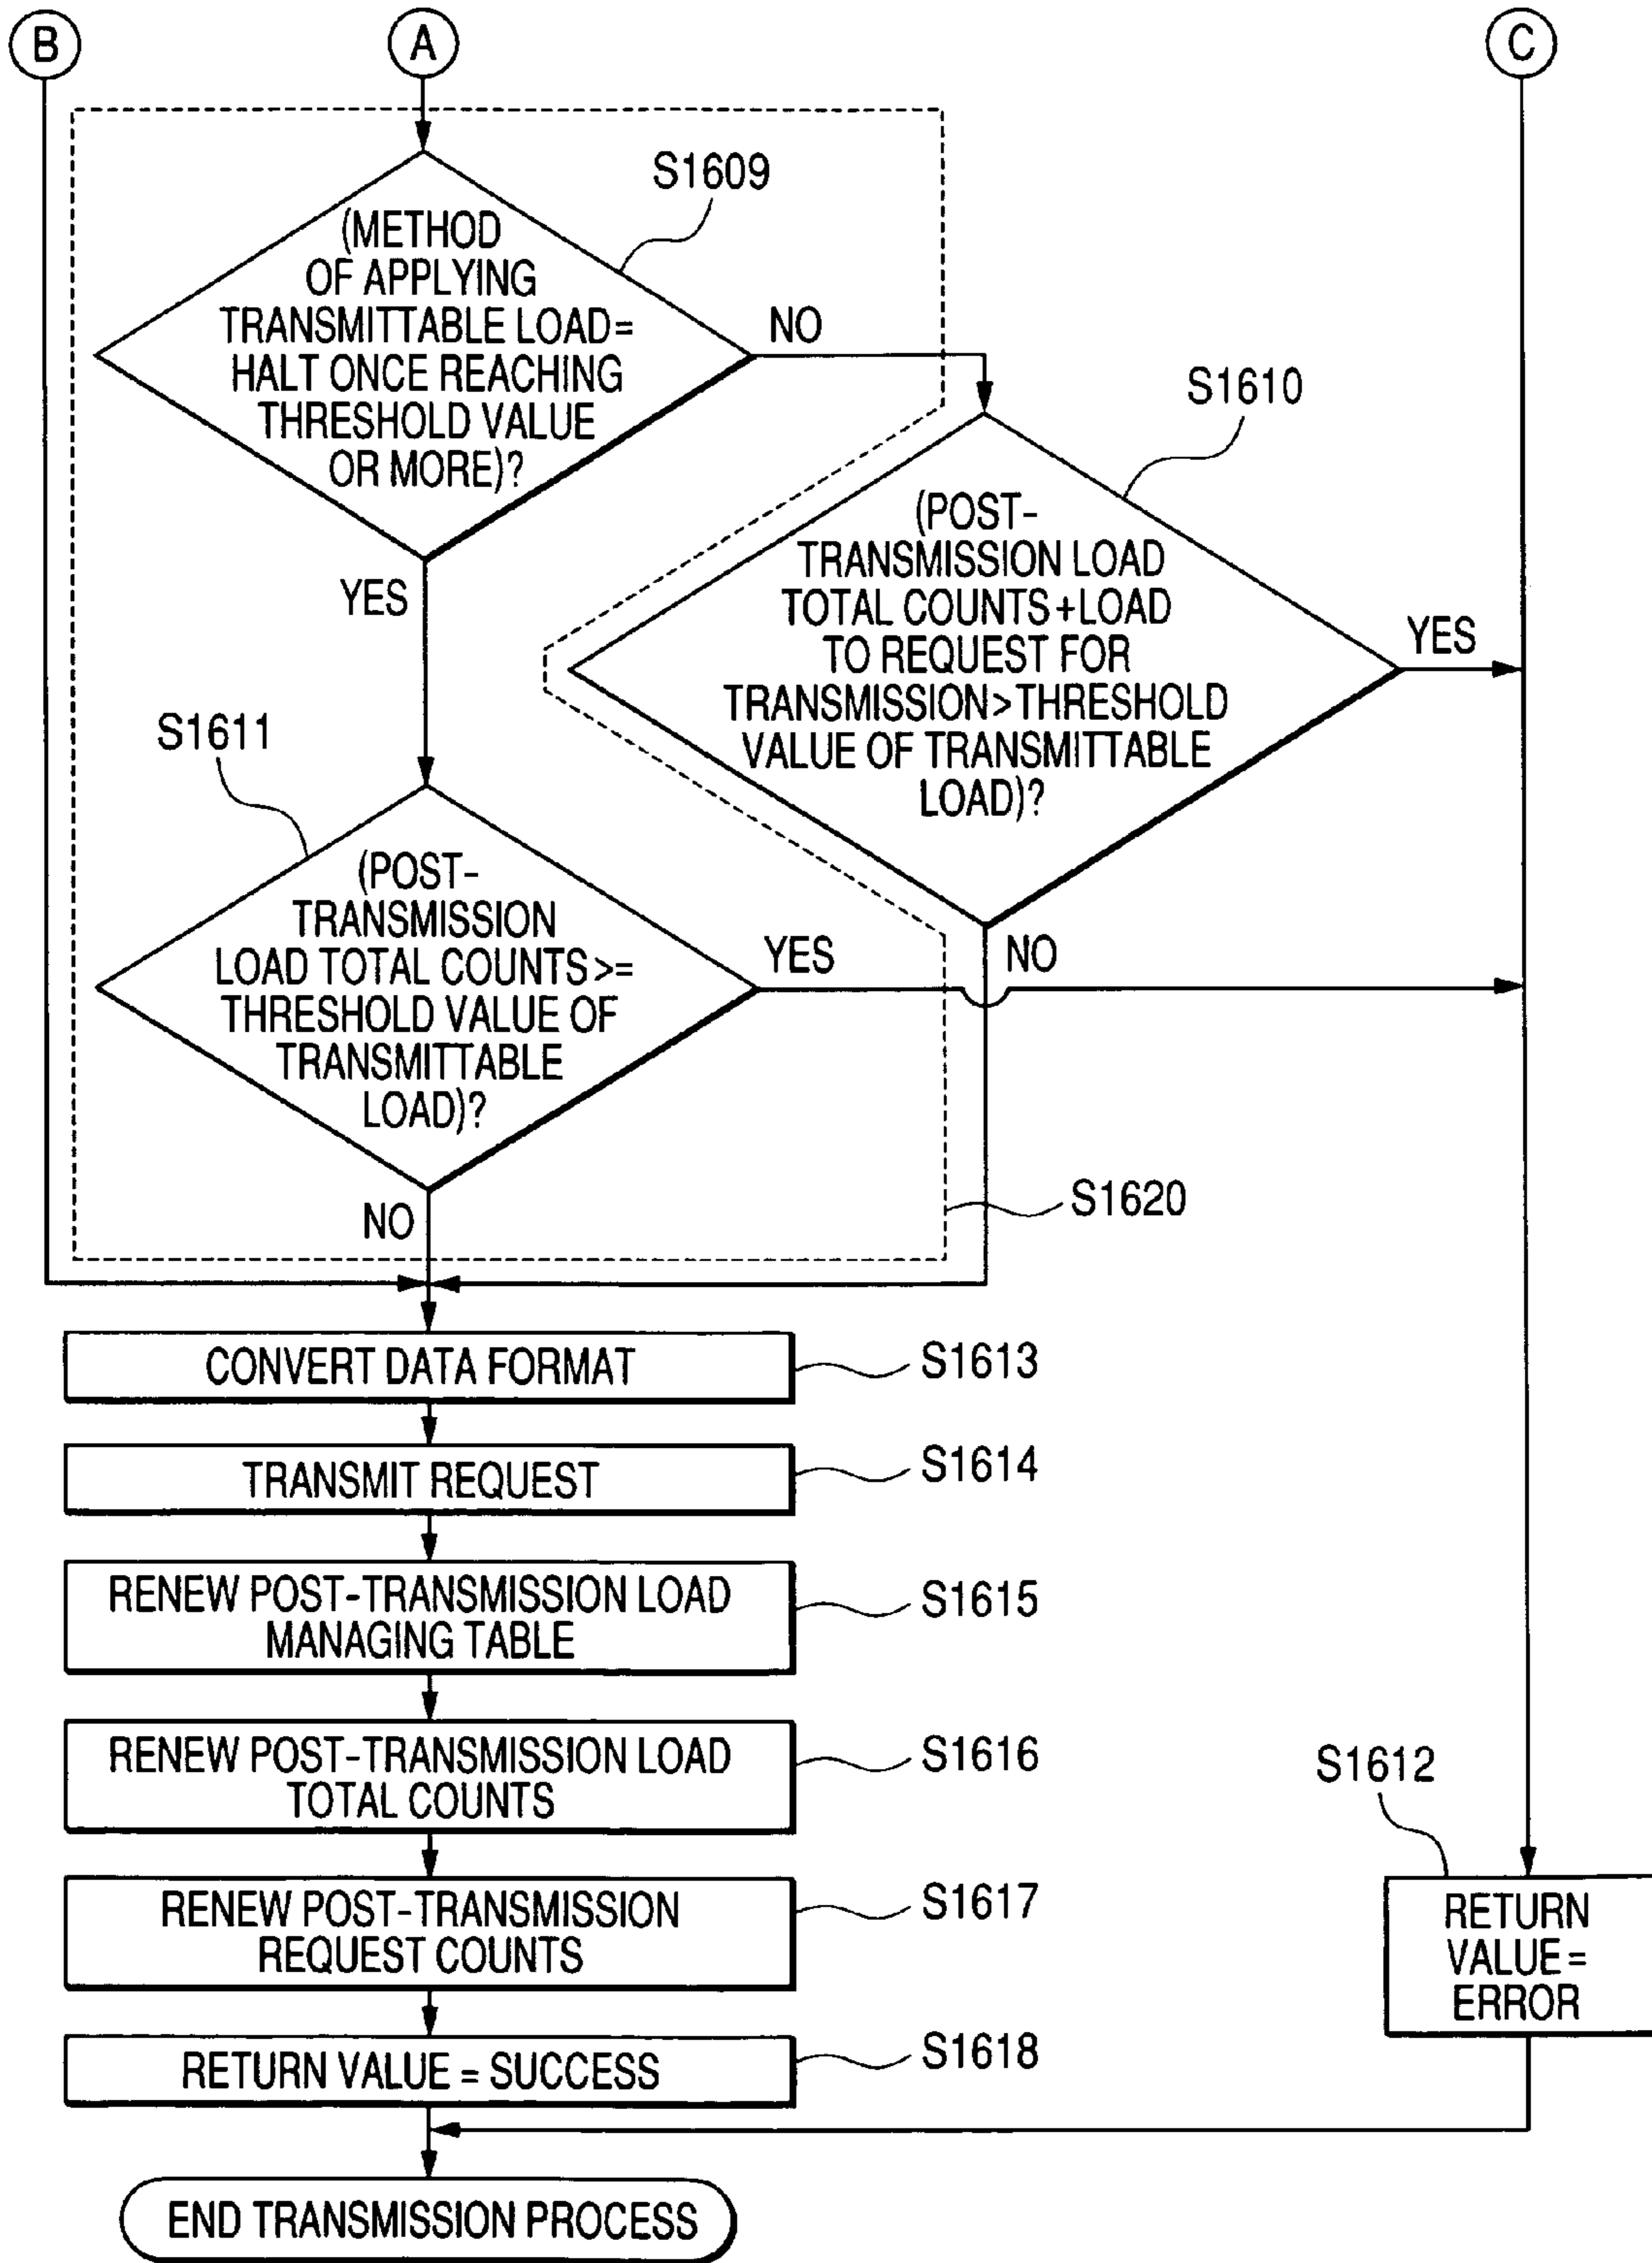 B
A
C
S1609
(METHOD
OF APPLYING
TRANSMITTABLE LOAD=
HALT ONCE REACHING
THRESHOLD VALUE
OR MORE)?
NO
YES
S1610
(POST-
TRANSMISSION LOAD
TOTAL COUNTS+LOAD
TO REQUEST FOR
TRANSMISSION>THRESHOLD
VALUE OF TRANSMITTABLE
LOAD)?
YES
NO
S1611
(POST-
TRANSMISSION
LOAD TOTAL COUNTS>=
THRESHOLD VALUE OF
TRANSMITTABLE
LOAD)?
YES
NO
S1620
CONVERT DATA FORMAT
S1613
TRANSMIT REQUEST
S1614
RENEW POST-TRANSMISSION LOAD
MANAGING TABLE
S1615
RENEW POST-TRANSMISSION LOAD
TOTAL COUNTS
S1616
RENEW POST-TRANSMISSION
REQUEST COUNTS
S1617
RETURN VALUE = SUCCESS
S1618
S1612
RETURN
VALUE=
ERROR
END TRANSMISSION PROCESS